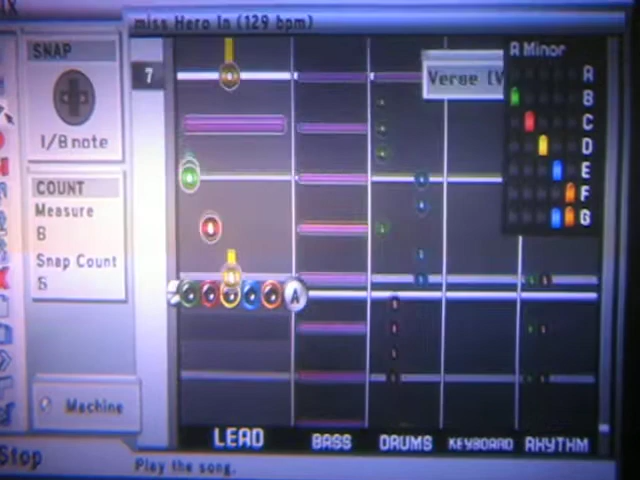 miss Hero In (129 bpm)
SNAP
1/8 note
COUNT
Measure
6
Snap Count
5
Machine
Stop
7
Verse (V
A Minor
A
B
C
D
E
F
G
A
LEAD
BASS
DRUMS
KEYBOARD
RHYTHM
Play the song.